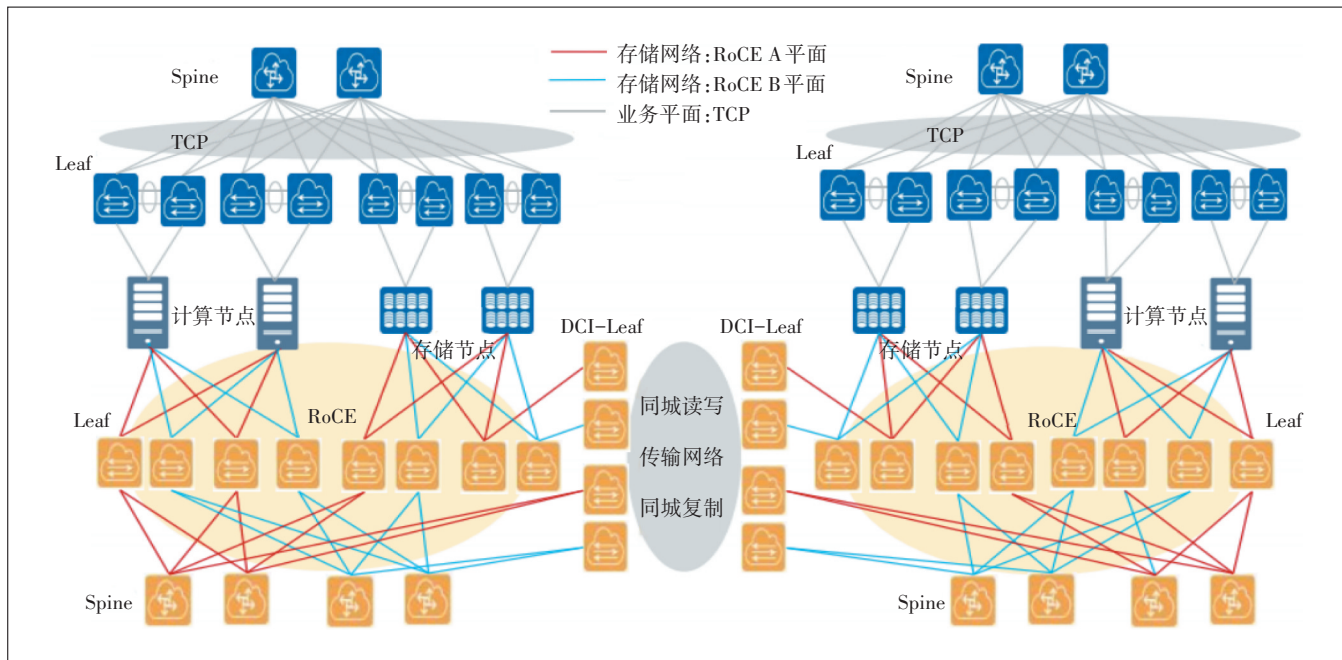 存储网络:RoCE A平面
存储网络:RoCE B平面
业务平面:TCP
Spine
TCP
Leaf
计算节点
存储节点
DCI-Leaf
Leaf
RoCE
Spine
同城读写
传输网络
同城复制
Spine
TCP
Leaf
DCI-Leaf
存储节点
计算节点
RoCE
Leaf
Spine